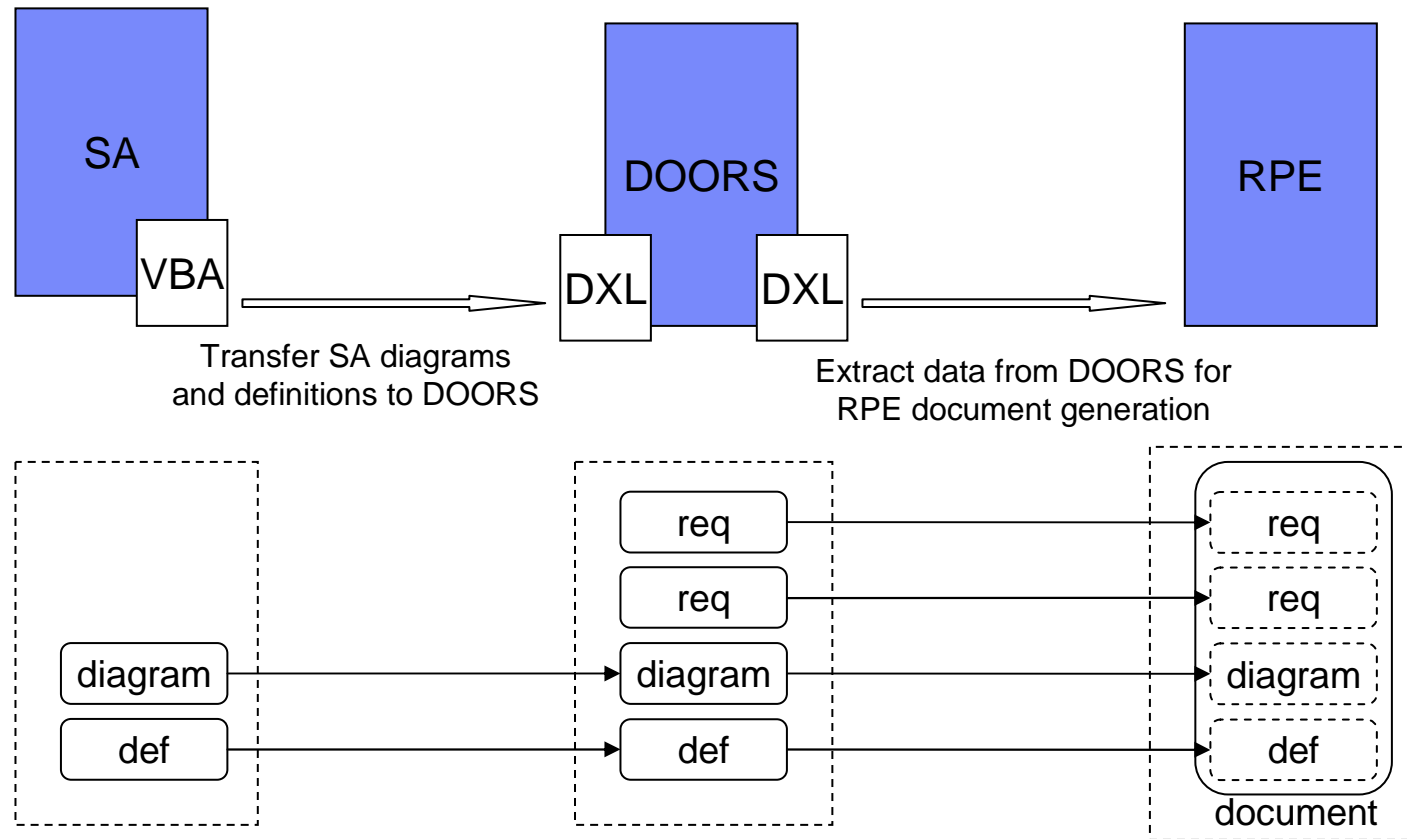 SA
DOORS
RPE
VBA
DXL
DXL
Transfer SA diagrams
and definitions to DOORS
Extract data from DOORS for
RPE document generation
req
req
req
req
diagram
diagram
diagram
def
def
def
document